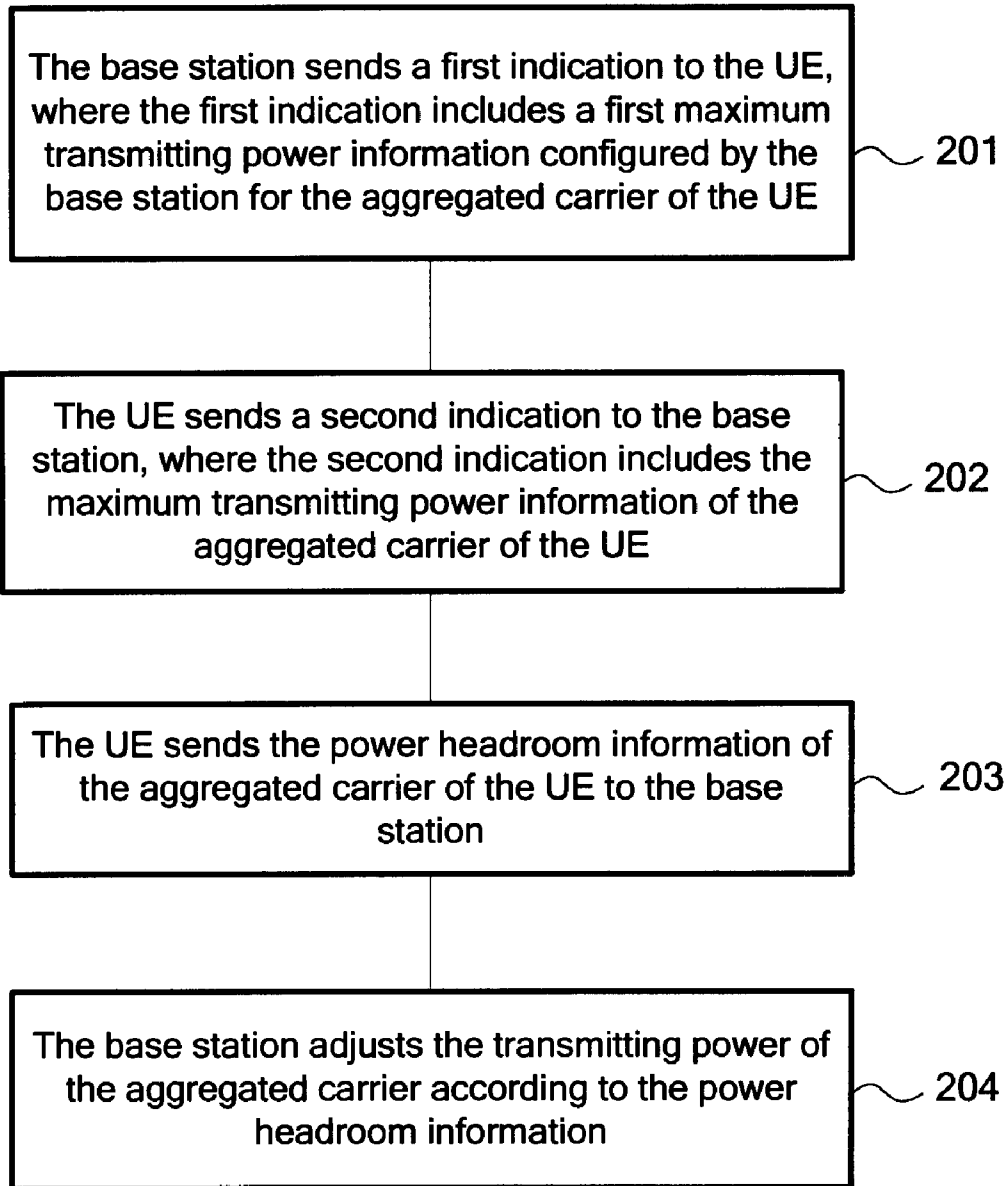 The base station sends a first indication to the UE,
where the first indication includes a first maximum
transmitting power information configured by the
base station for the aggregated carrier of the UE
201
The UE sends a second indication to the base
station, where the second indication includes the
maximum transmitting power information of the
aggregated carrier of the UE
202
The UE sends the power headroom information of
the aggregated carrier of the UE to the base
station
203
The base station adjusts the transmitting power of
the aggregated carrier according to the power
headroom information
204